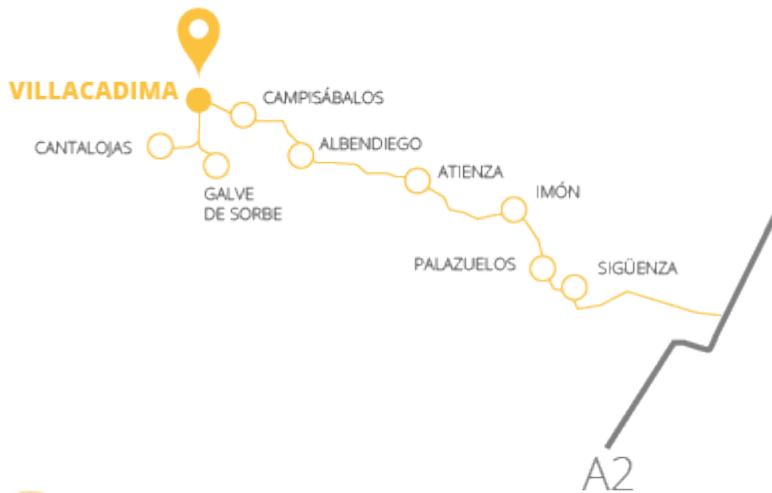 VILLACADIMA
CAMPISÁBALOS
CANTALOJAS
ALBENDIEGO
GALVE
DE SORBE
ATIENZA
IMÓN
PALAZUELOS
SIGÜENZA
A2